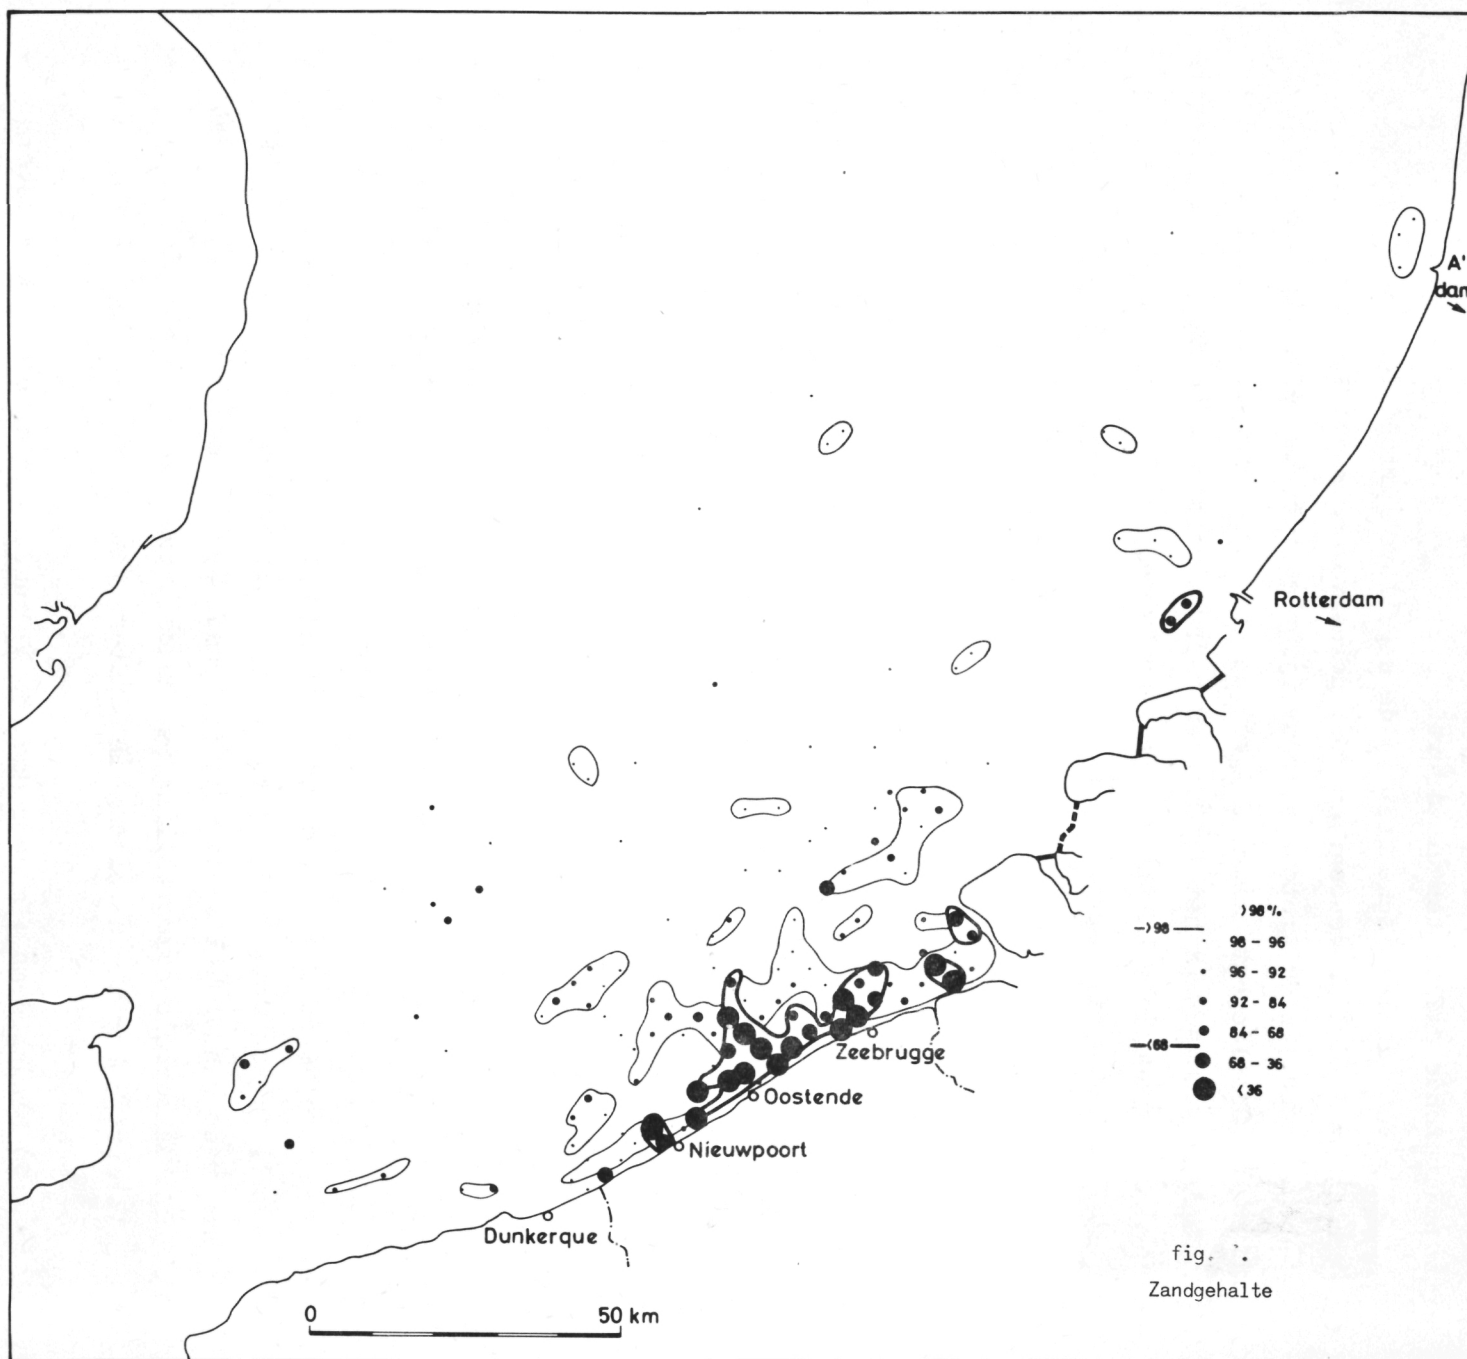 A'
dam
Rotterdam
Zeebrugge
Oostende
Nieuwpoort
Dunkerque
0 50 km
>98%
>98
98 - 96
96 - 92
92 - 84
84 - 68
<68
68 - 36
<36
fig.
Zandgehalte